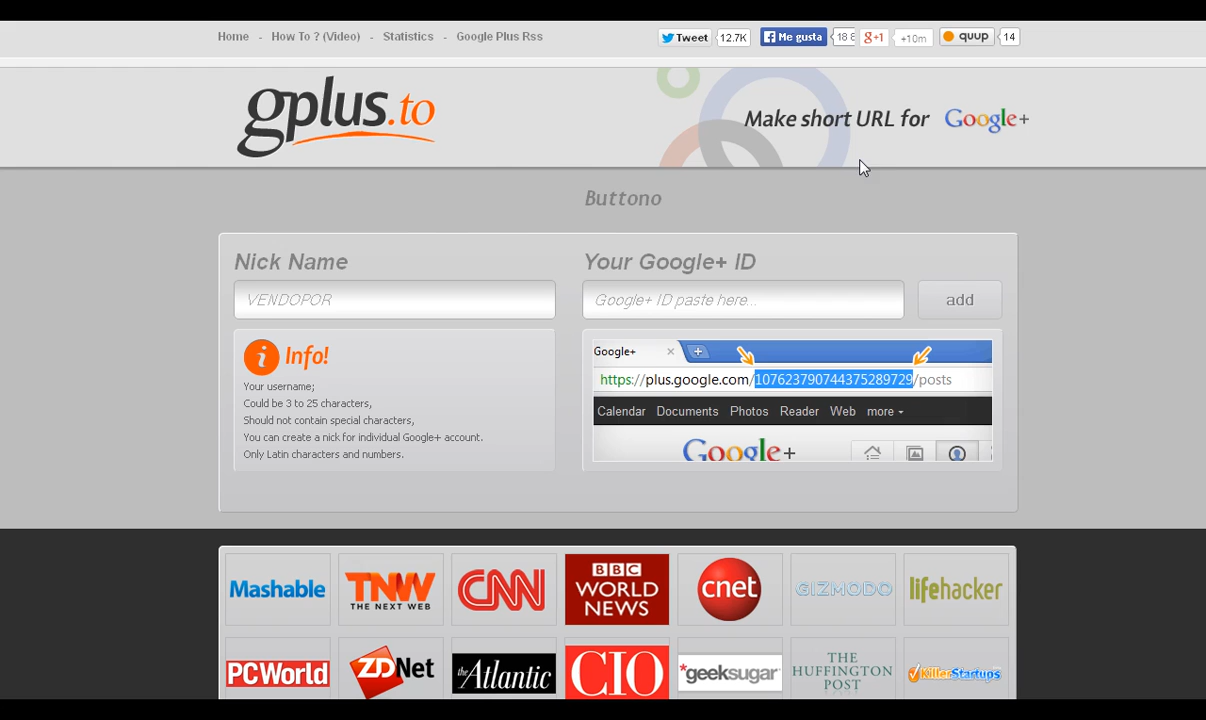 Home - How To ? (Video) - Statistics - Google Plus Rss
Tweet 12.7K Me gusta 18 g+1 +10m quup 14
gplus.to
Make short URL for Google+
Buttono
Nick Name
Your Google+ ID
VENDOPOR
Google+ ID paste here...
add
i Info!
Your username;
Could be 3 to 25 characters,
Should not contain special characters,
You can create a nick for individual Google+ account.
Only Latin characters and numbers.
Google+
https://plus.google.com/107623790744375289729/posts
Calendar Documents Photos Reader Web more
Google+
Mashable
TNW
THE NEXT WEB
CNN
BBC
WORLD
NEWS
cnet
GIZMODO
lifehacker
PCWorld
ZDNet
the Atlantic
CIO
*geeksugar
THE
HUFFINGTON
POST
KillerStartups